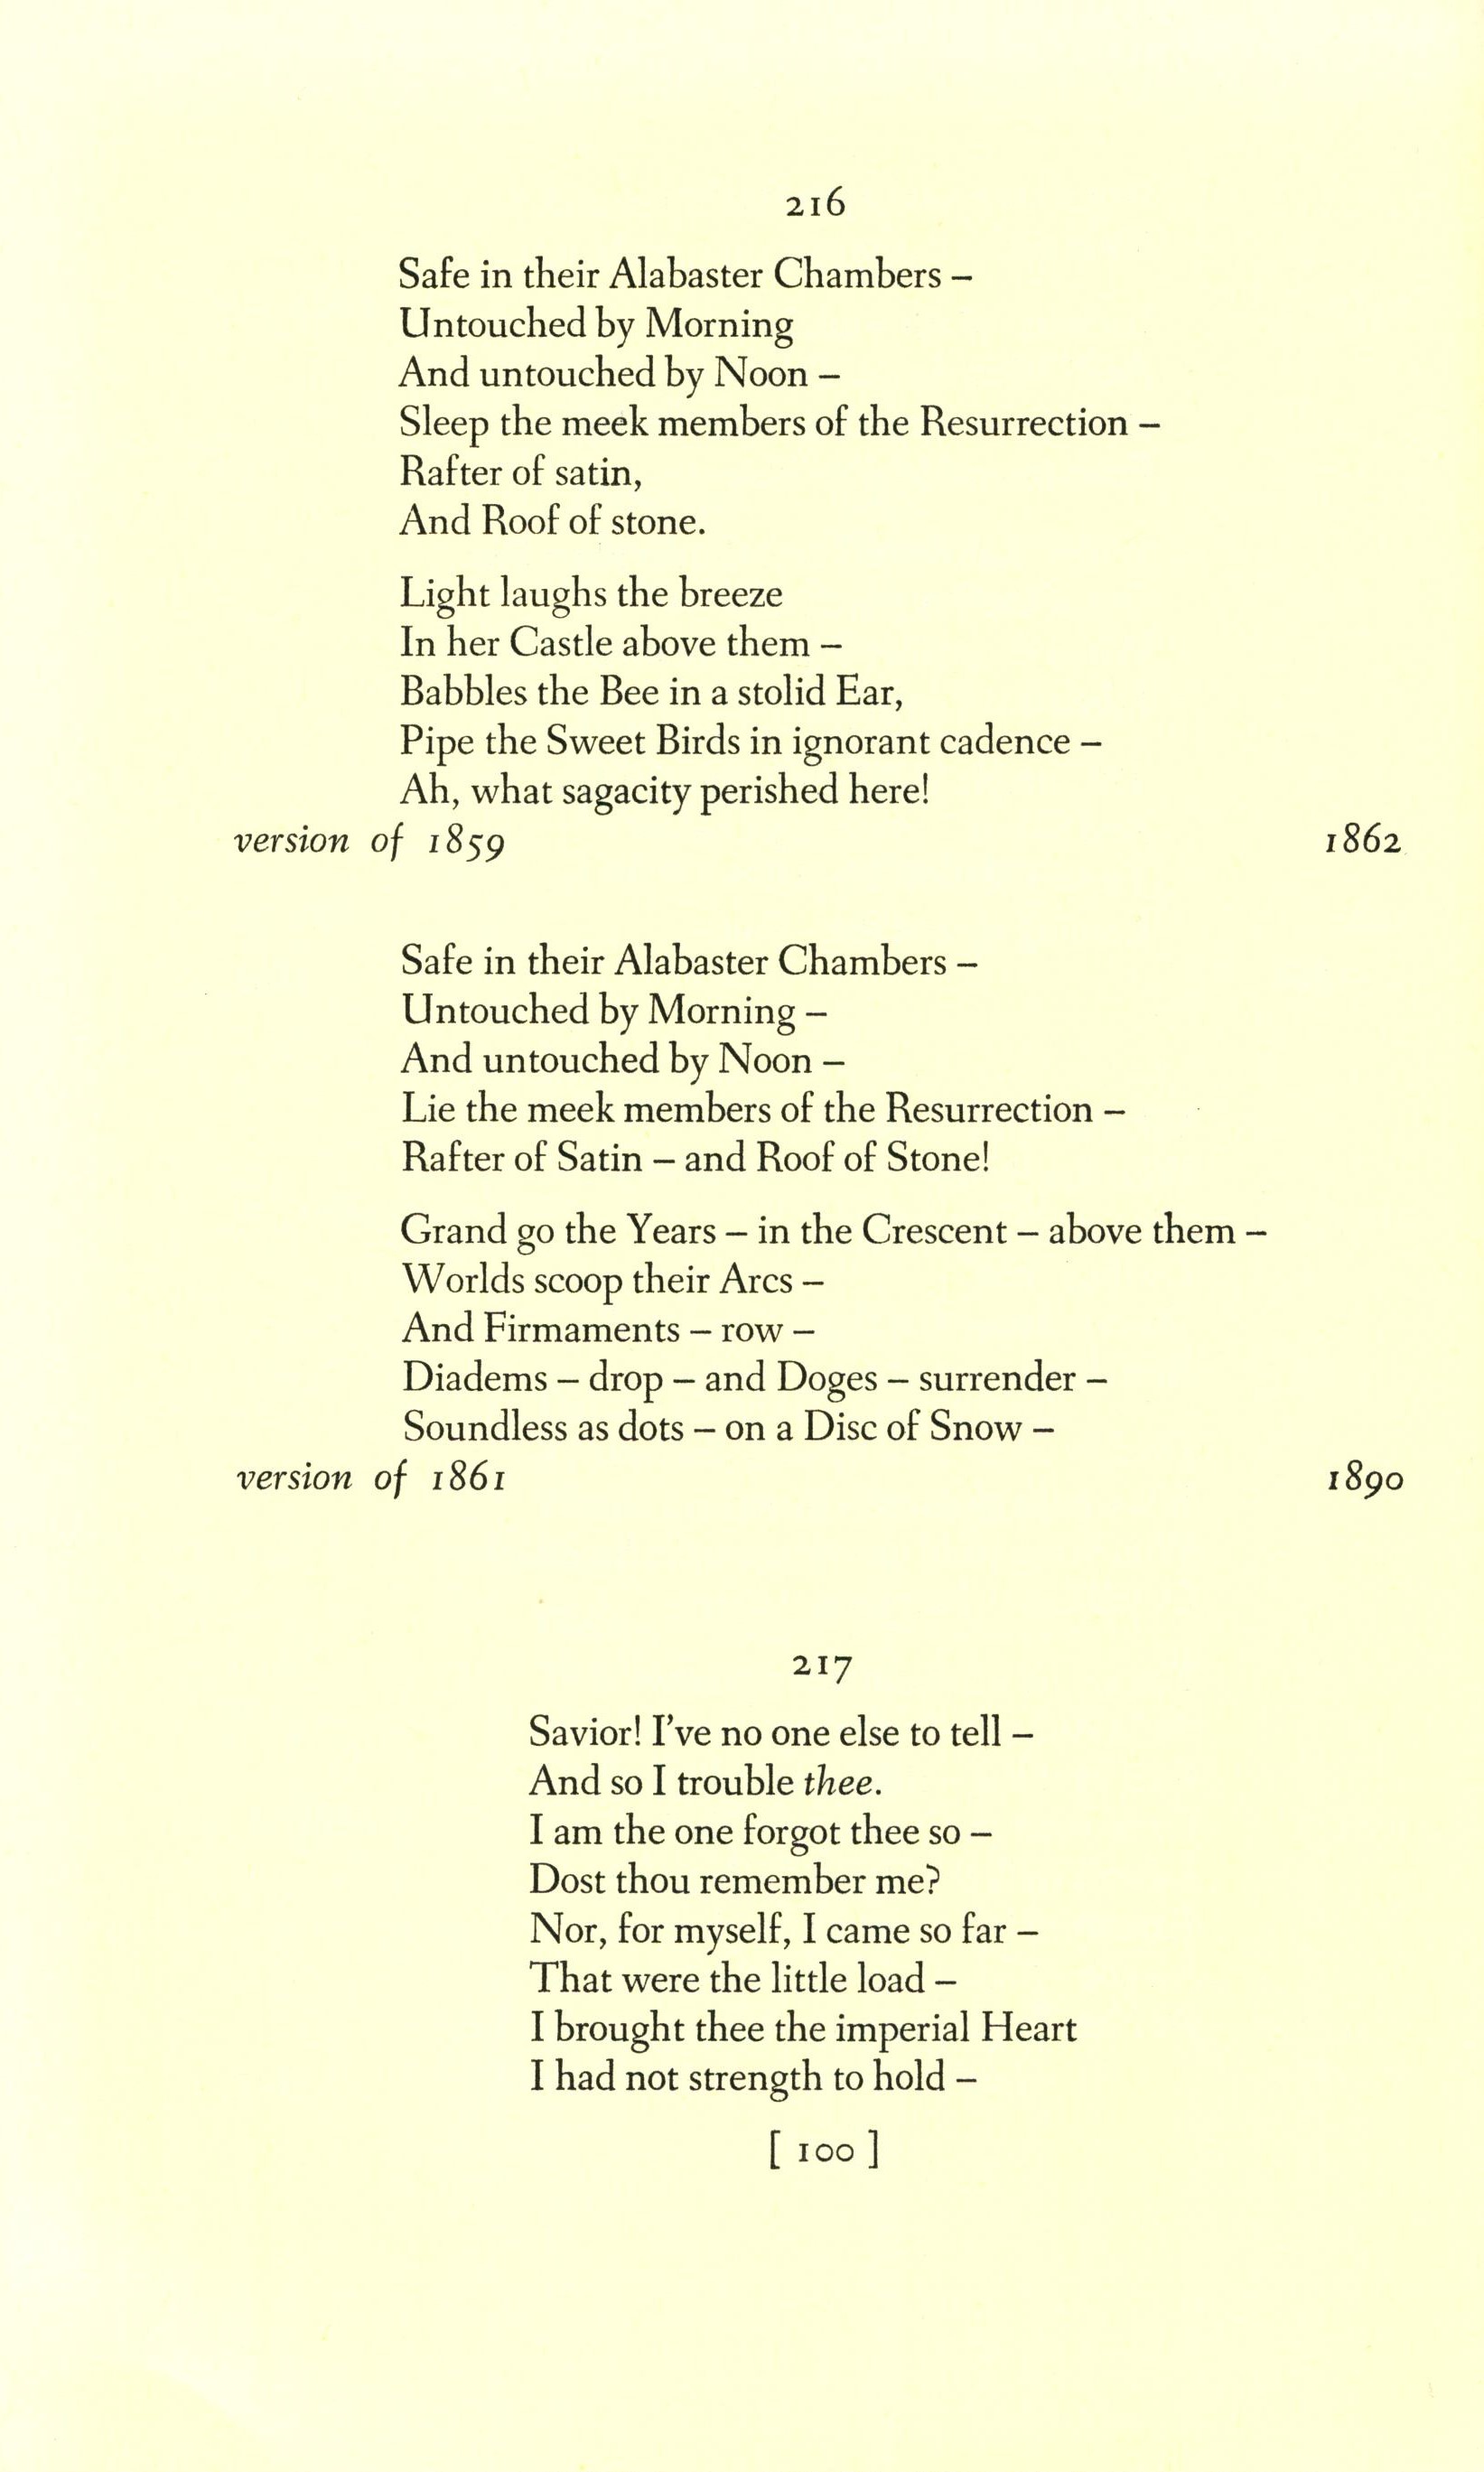 216
Safe in their Alabaster Chambers –
Untouched by Morning
And untouched by Noon –
Sleep the meek members of the Resurrection –
Rafter of satin,
And Roof of stone.
Light laughs the breeze
In her Castle above them –
Babbles the Bee in a stolid Ear,
Pipe the Sweet Birds in ignorant cadence –
Ah, what sagacity perished here!
version of 1859 1862
Safe in their Alabaster Chambers –
Untouched by Morning –
And untouched by Noon –
Lie the meek members of the Resurrection –
Rafter of Satin – and Roof of Stone!
Grand go the Years – in the Crescent – above them –
Worlds scoop their Arcs –
And Firmaments – row –
Diadems – drop – and Doges – surrender –
Soundless as dots – on a Disc of Snow –
version of 1861 1890
217
Savior! I've no one else to tell –
And so I trouble thee.
I am the one forgot thee so –
Dost thou remember me?
Nor, for myself, I came so far –
That were the little load –
I brought thee the imperial Heart
I had not strength to hold –
[ 100 ]